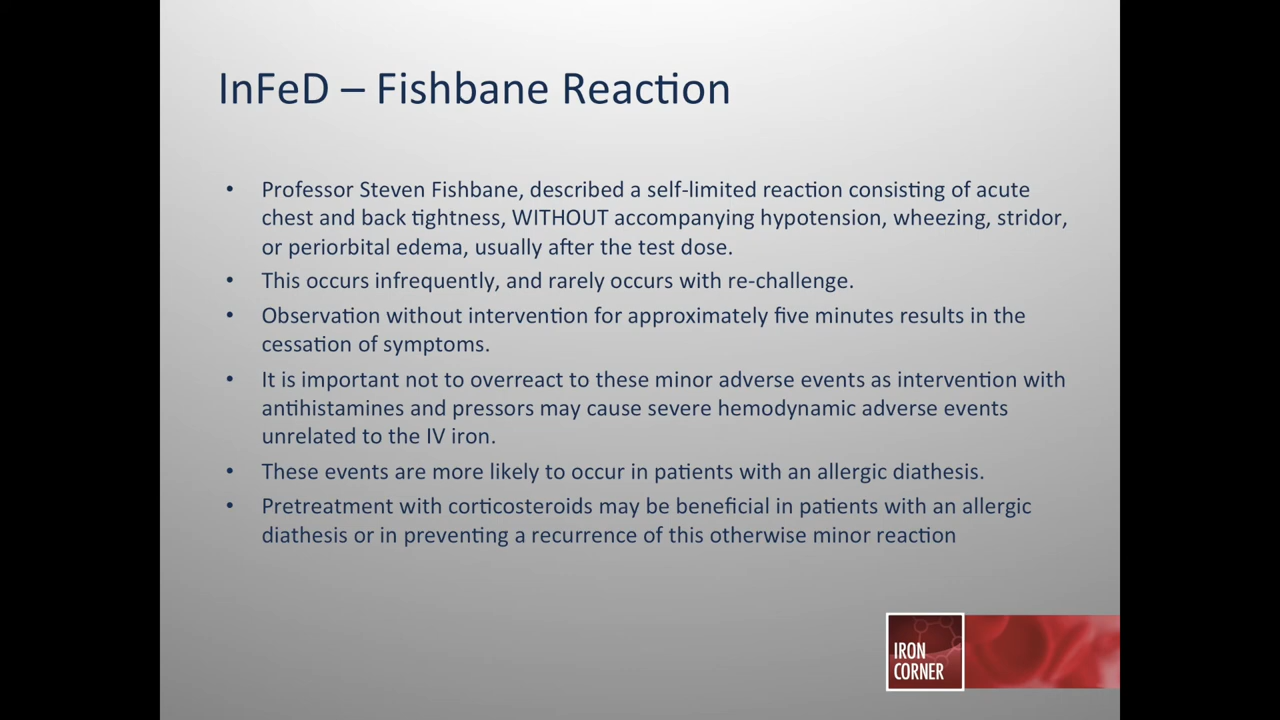 InFeD – Fishbane Reaction
• Professor Steven Fishbane, described a self-limited reaction consisting of acute
chest and back tightness, WITHOUT accompanying hypotension, wheezing, stridor,
or periorbital edema, usually after the test dose.
• This occurs infrequently, and rarely occurs with re-challenge.
• Observation without intervention for approximately five minutes results in the
cessation of symptoms.
• It is important not to overreact to these minor adverse events as intervention with
antihistamines and pressors may cause severe hemodynamic adverse events
unrelated to the IV iron.
• These events are more likely to occur in patients with an allergic diathesis.
• Pretreatment with corticosteroids may be beneficial in patients with an allergic
diathesis or in preventing a recurrence of this otherwise minor reaction
IRON
CORNER